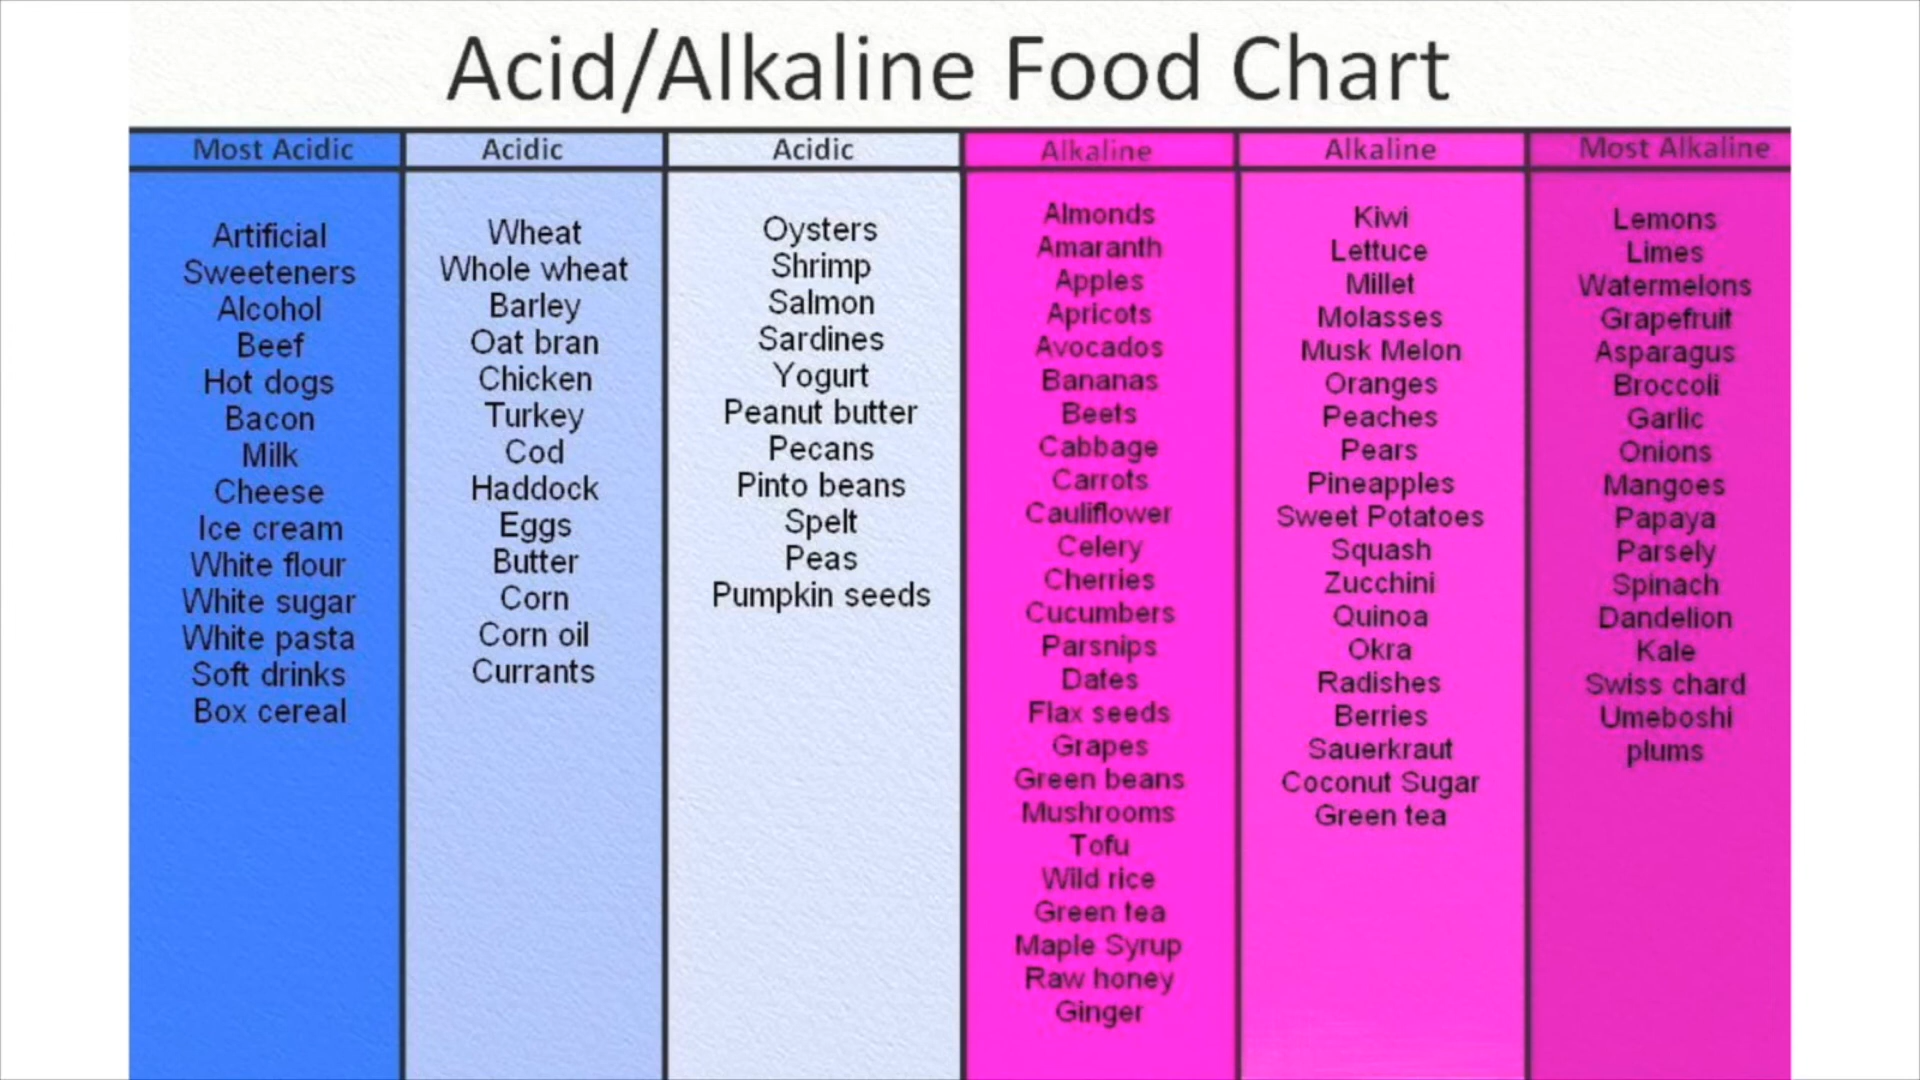 Acid/Alkaline Food Chart
Most Acidic
Artificial
Sweeteners
Alcohol
Beef
Hot dogs
Bacon
Milk
Cheese
Ice cream
White flour
White sugar
White pasta
Soft drinks
Box cereal
Acidic
Wheat
Whole wheat
Barley
Oat bran
Chicken
Turkey
Cod
Haddock
Eggs
Butter
Corn
Corn oil
Currants
Acidic
Oysters
Shrimp
Salmon
Sardines
Yogurt
Peanut butter
Pecans
Pinto beans
Spelt
Peas
Pumpkin seeds
Alkaline
Almonds
Amaranth
Apples
Apricots
Avocados
Bananas
Beets
Cabbage
Carrots
Cauliflower
Celery
Cherries
Cucumbers
Parsnips
Dates
Flax seeds
Grapes
Green beans
Mushrooms
Tofu
Wild rice
Green tea
Maple Syrup
Raw honey
Ginger
Alkaline
Kiwi
Lettuce
Millet
Molasses
Musk Melon
Oranges
Peaches
Pears
Pineapples
Sweet Potatoes
Squash
Zucchini
Quinoa
Okra
Radishes
Berries
Sauerkraut
Coconut Sugar
Green tea
Most Alkaline
Lemons
Limes
Watermelons
Grapefruit
Asparagus
Broccoli
Garlic
Onions
Mangoes
Papaya
Parsely
Spinach
Dandelion
Kale
Swiss chard
Umeboshi
plums